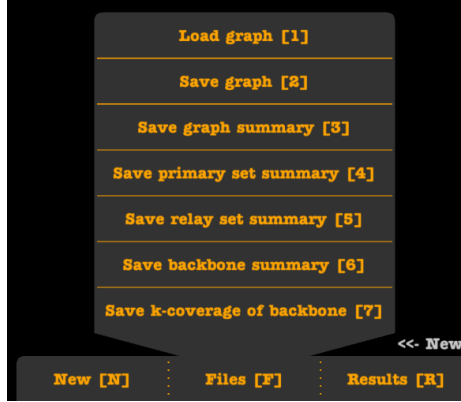 Load graph [1]
Save graph [2]
Save graph summary [3]
Save primary set summary [4]
Save relay set summary [5]
Save backbone summary [6]
Save k-coverage of backbone [7]
<<- New
New [N] Files [F] Results [R]